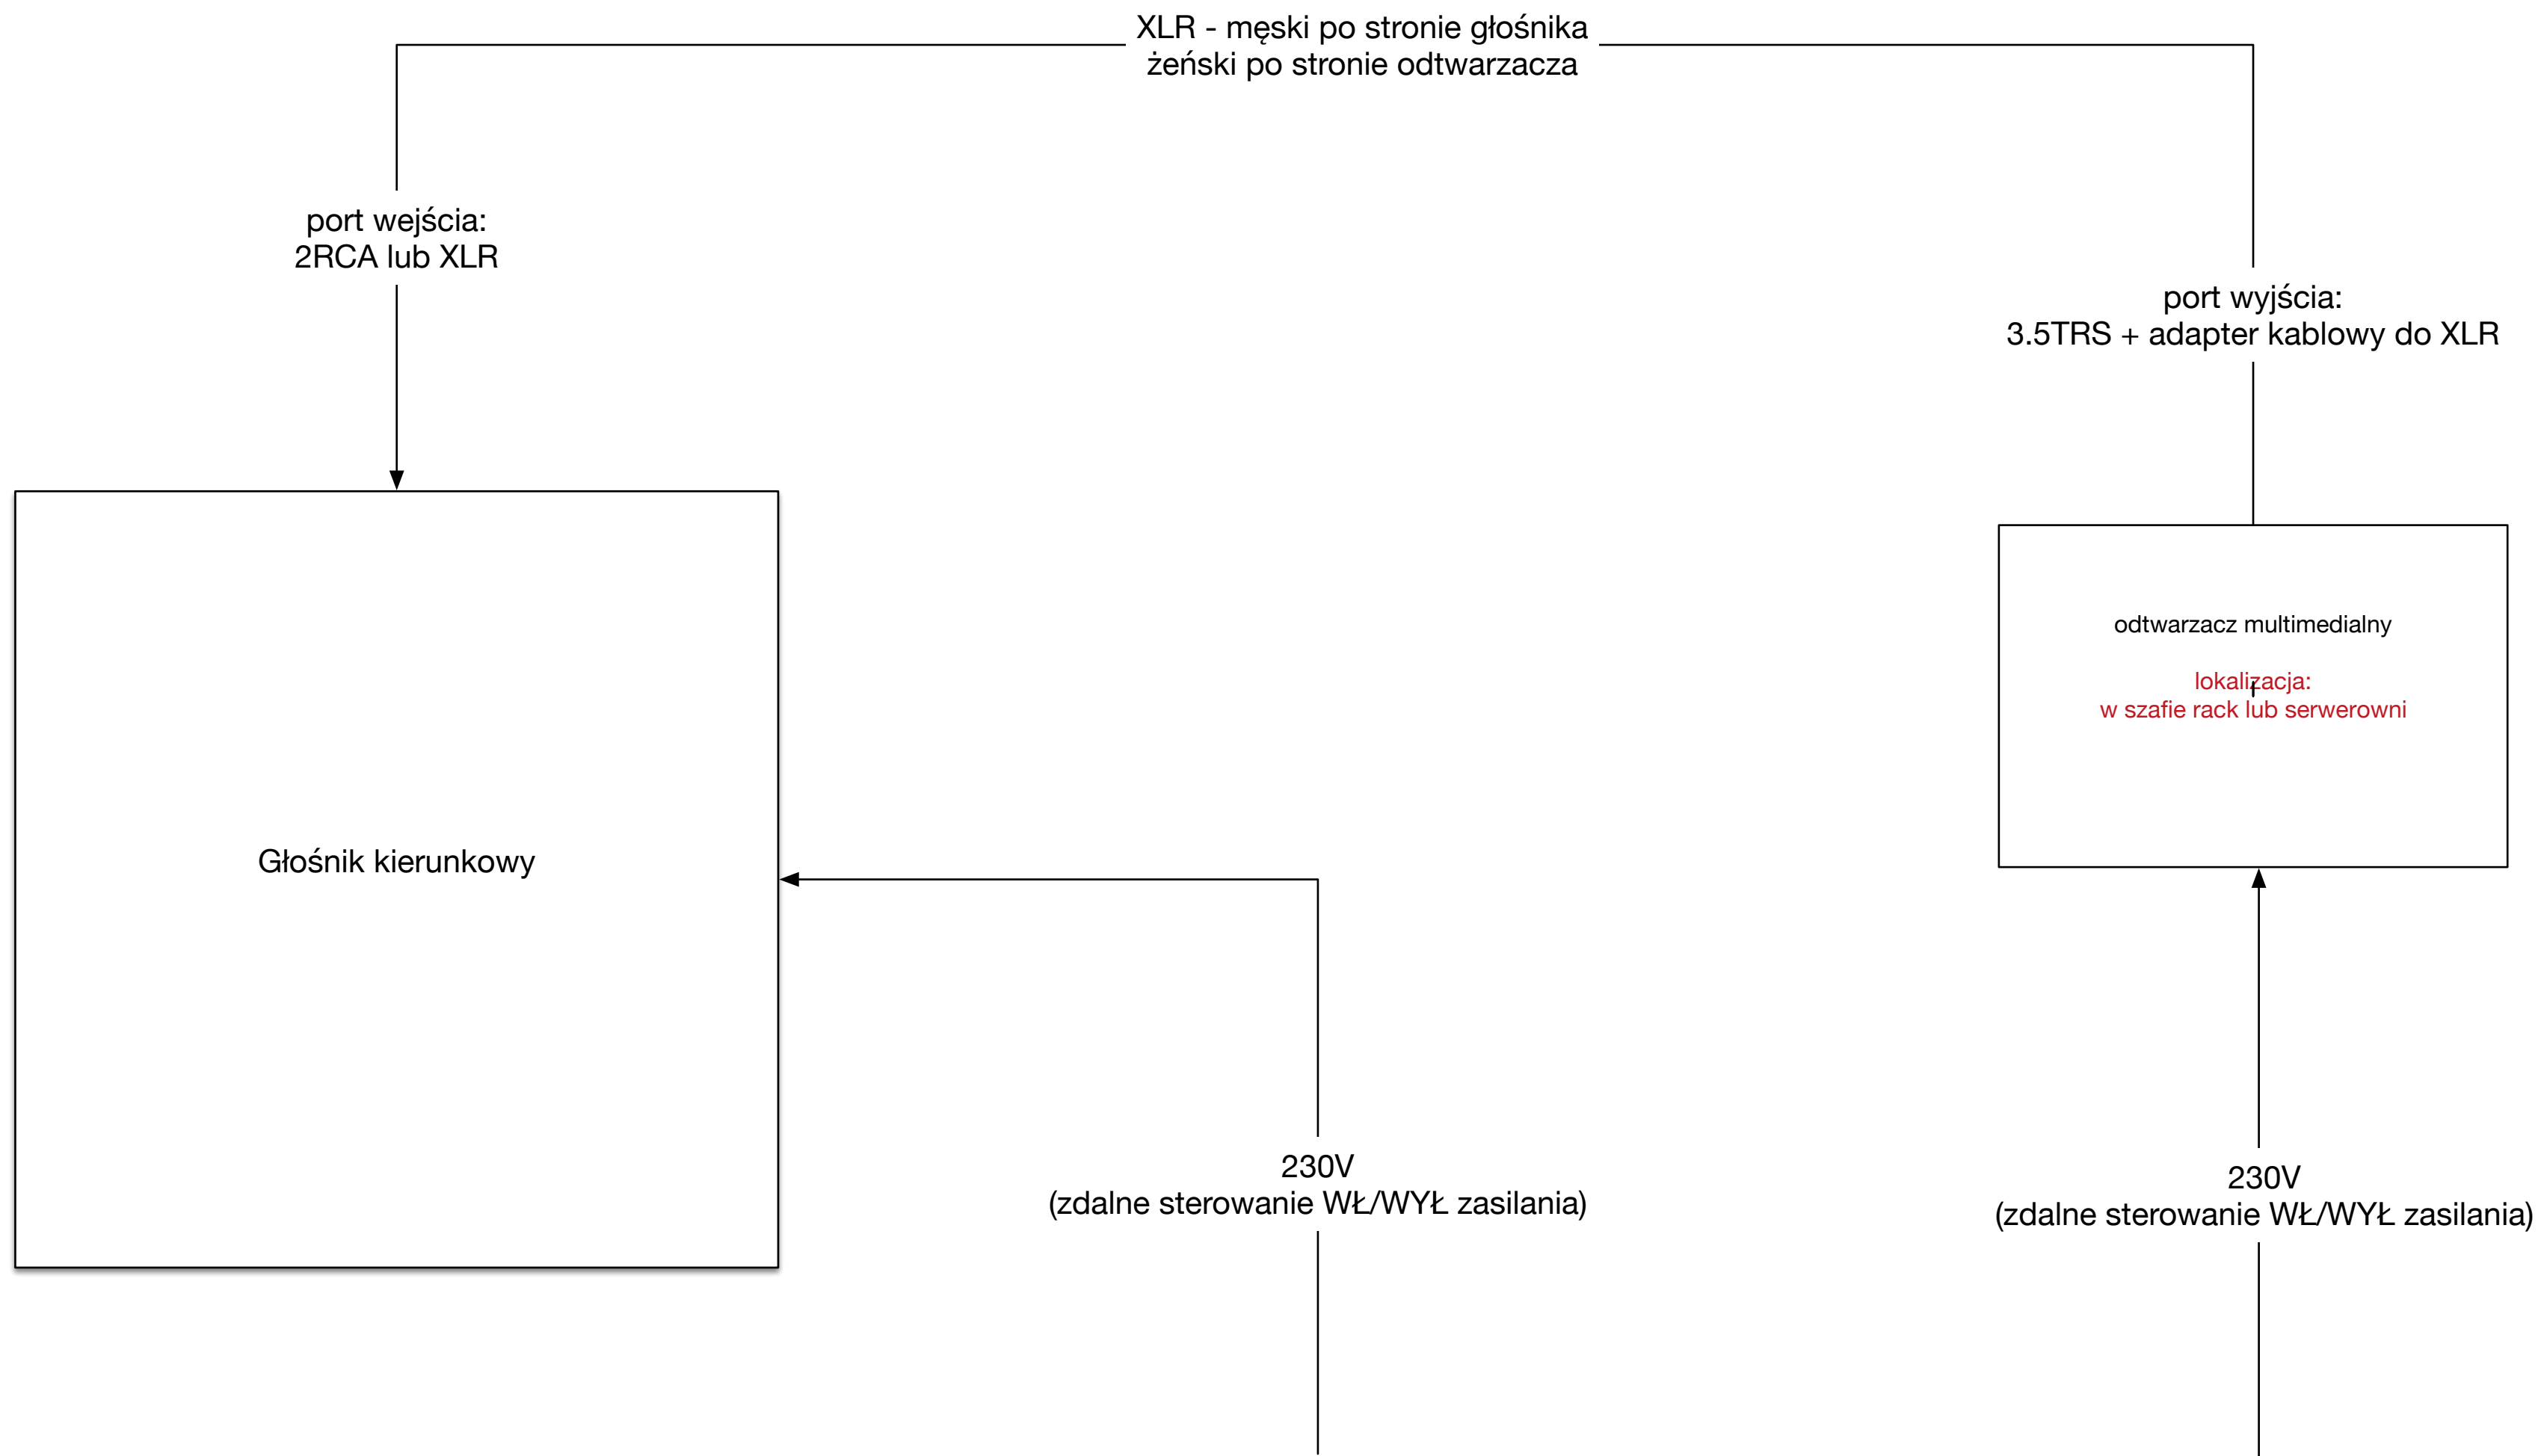 XLR - męski po stronie głośnika
żeński po stronie odtwarzacza
port wejścia:
2RCA lub XLR
port wyjścia:
3.5TRS + adapter kablowy do XLR
odtwarzacz multimedialny
lokalizacja:
w szafie rack lub serwerowni
Głośnik kierunkowy
230V
(zdalne sterowanie WŁ/WYŁ zasilania)
230V
(zdalne sterowanie WŁ/WYŁ zasilania)